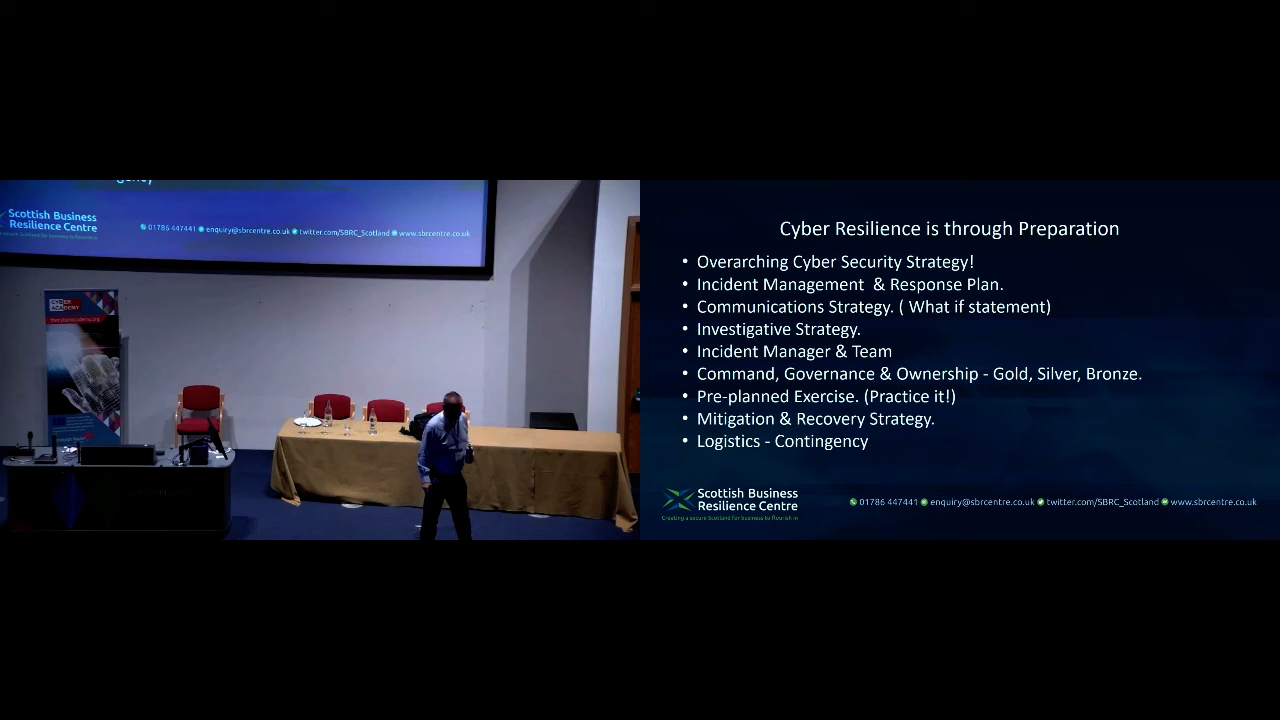 Scottish Business
Resilience Centre
01786 447441 enquiry@sbrcentre.co.uk twitter.com/SBRC_Scotland www.sbrcentre.co.uk
Cyber Resilience is through Preparation
• Overarching Cyber Security Strategy!
• Incident Management & Response Plan.
• Communications Strategy. ( What if statement)
• Investigative Strategy.
• Incident Manager & Team
• Command, Governance & Ownership - Gold, Silver, Bronze.
• Pre-planned Exercise. (Practice it!)
• Mitigation & Recovery Strategy.
• Logistics - Contingency
Scottish Business
Resilience Centre
Creating a secure Scotland for business to flourish in
01786 447441 enquiry@sbrcentre.co.uk twitter.com/SBRC_Scotland www.sbrcentre.co.uk